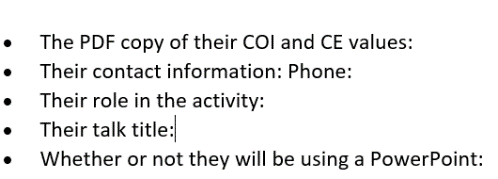 • The PDF copy of their COI and CE values:
• Their contact information: Phone:
• Their role in the activity:
• Their talk title:
• Whether or not they will be using a PowerPoint: